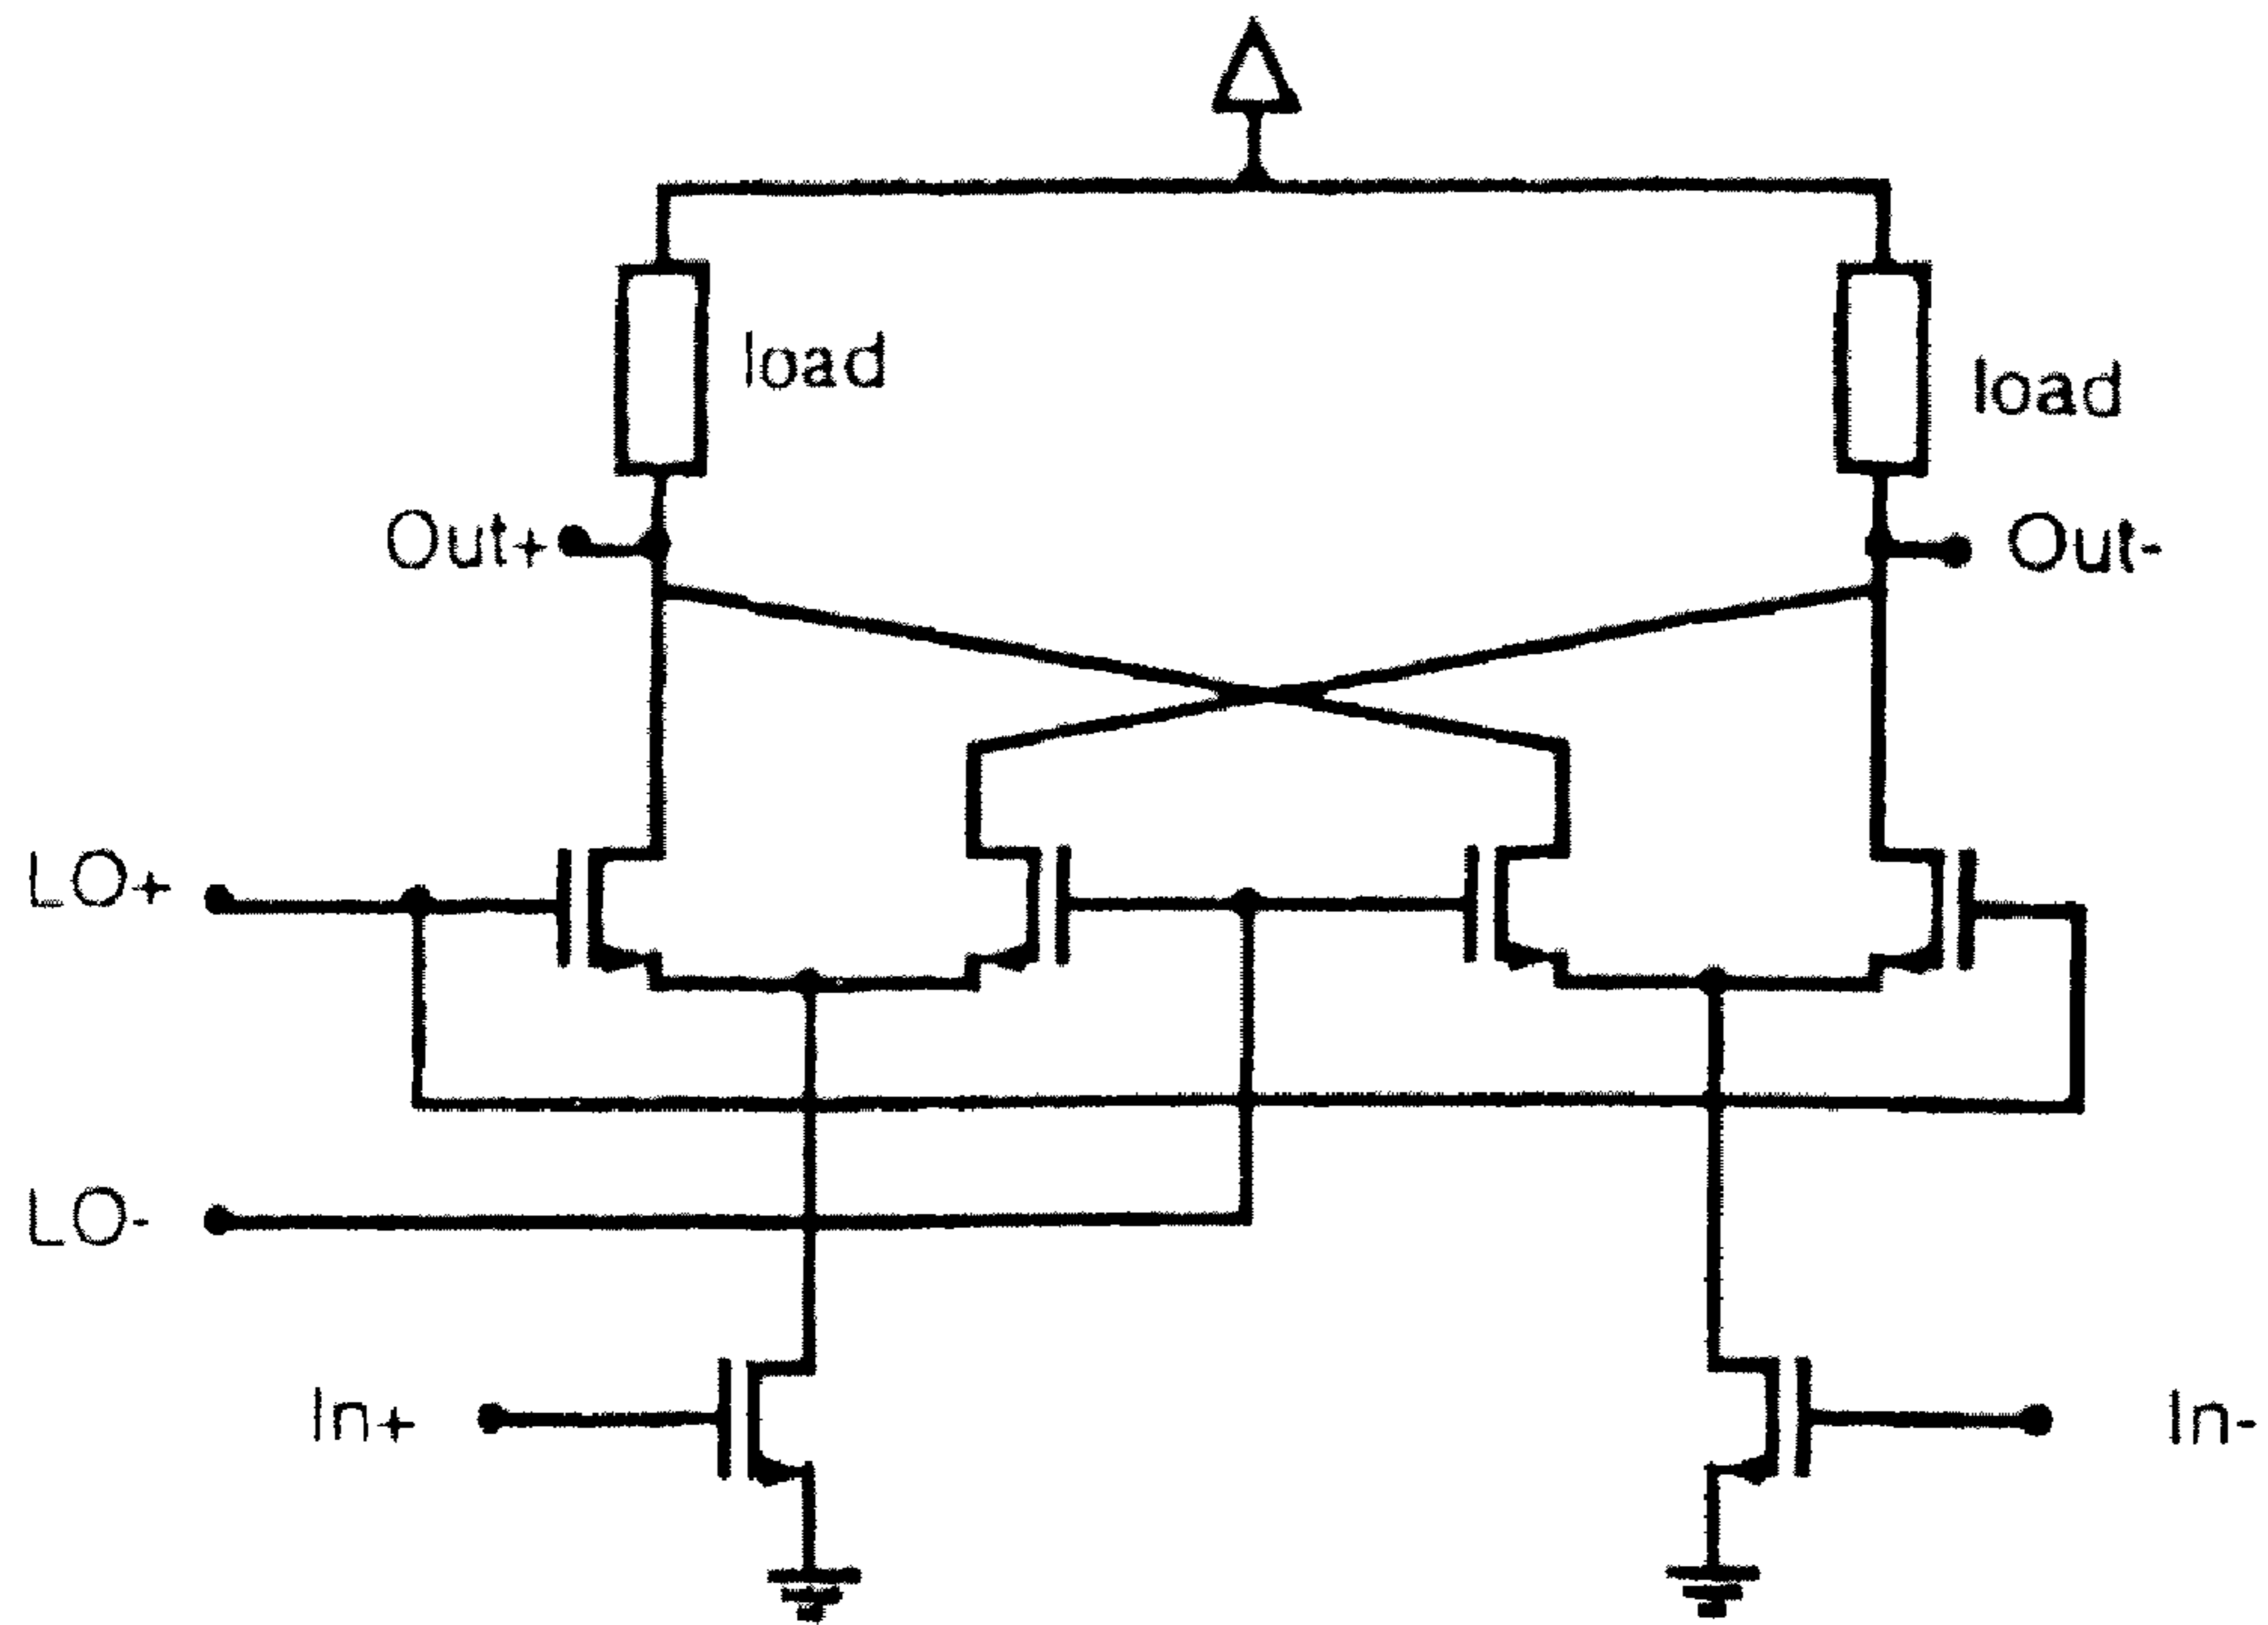 load
load
Out+
Out-
LO+
LO-
In+
In-